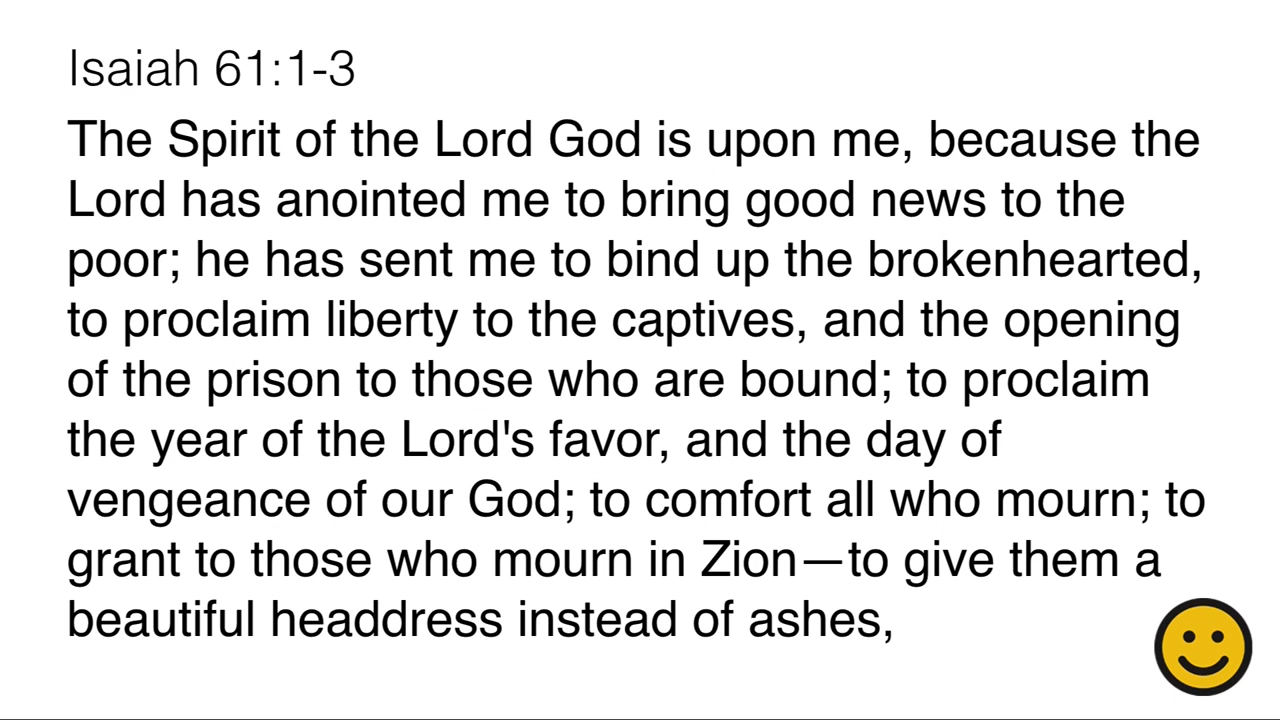 Isaiah 61:1-3
The Spirit of the Lord God is upon me, because the
Lord has anointed me to bring good news to the
poor; he has sent me to bind up the brokenhearted,
to proclaim liberty to the captives, and the opening
of the prison to those who are bound; to proclaim
the year of the Lord's favor, and the day of
vengeance of our God; to comfort all who mourn; to
grant to those who mourn in Zion—to give them a
beautiful headdress instead of ashes,